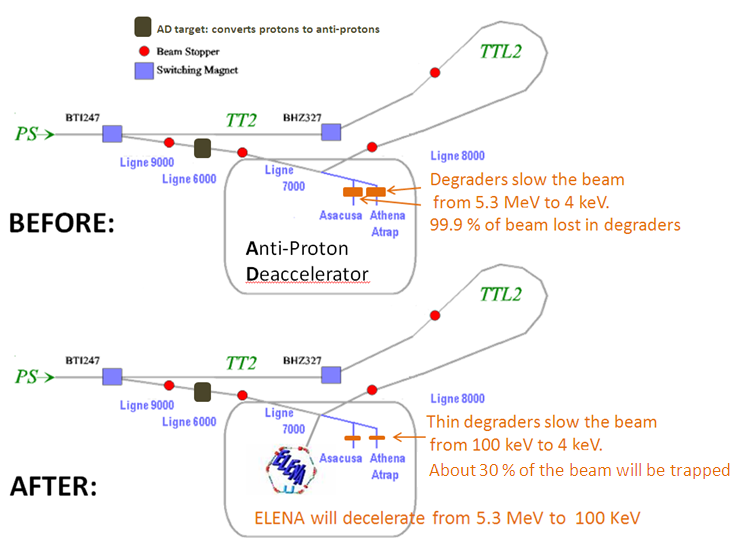 AD target: converts protons to anti-protons
Beam Stopper
Switching Magnet
TTL2
BTI247
TT2
BHZ327
PS
Ligne 9000
Ligne 6000
Ligne 7000
Ligne 8000
Degraders slow the beam
from 5.3 MeV to 4 keV.
99.9 % of beam lost in degraders
Asacusa
Athena
Atrap
BEFORE:
Anti-Proton
Deaccelerator
TTL2
BTI247
TT2
BHZ327
PS
Ligne 9000
Ligne 6000
Ligne 7000
Ligne 8000
Thin degraders slow the beam
from 100 keV to 4 keV.
About 30 % of the beam will be trapped
ELENA
Asacusa
Athena
Atrap
AFTER:
ELENA will decelerate from 5.3 MeV to 100 KeV